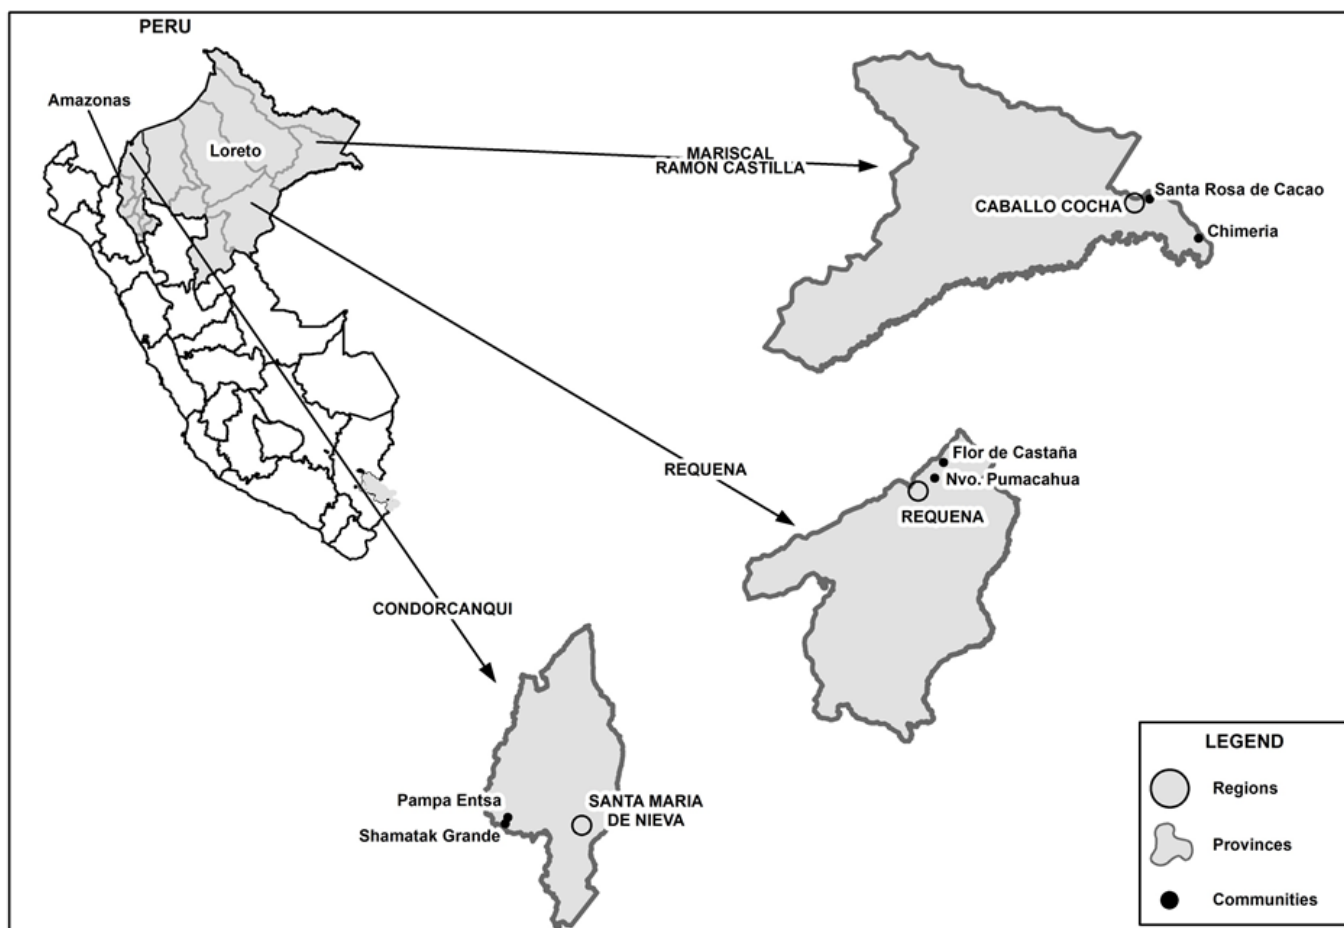 PERU
Amazonas
Loreto
MARISCAL
RAMON CASTILLA
CABALLO COCHA
Santa Rosa de Cacao
Chimeria
REQUENA
Flor de Castaña
Nvo. Pumacahua
REQUENA
CONDORCANQUI
Pampa Entsa
Shamatak Grande
SANTA MARIA
DE NIEVA
LEGEND
Regions
Provinces
Communities